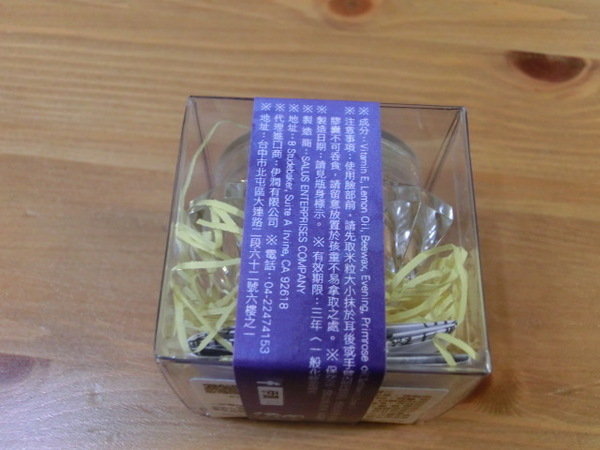 ※ 成分：Vitamin E, Lemon Oil, Beeswax, Evening, Primrose
※ 注意事項：使用臉部前，請先取米粒大小抹於耳後或手
膠囊不可吞食，請留意放置於孩童不易拿取之處。※
※ 製造日期：請見瓶身標示。 ※ 有效期限：三年（一般
※ 製造商：SALUS ENTERPRISES COMPANY
※ 地址：8 Studebaker, Suite A Irvine, CA 92618
※ 代理進口商：伊潤有限公司 ※ 電話：04-22474153
※ 地址：台中市北屯區大連路二段六十二號六樓之二